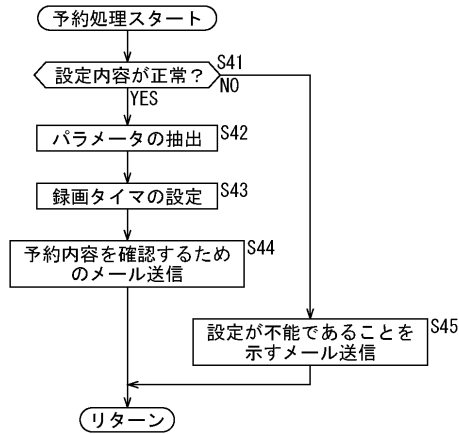 予約処理スタート
設定内容が正常？ S41
YES
NO
パラメータの抽出 S42
録画タイマの設定 S43
予約内容を確認するため S44
のメール送信
設定が不能であることを S45
示すメール送信
リターン